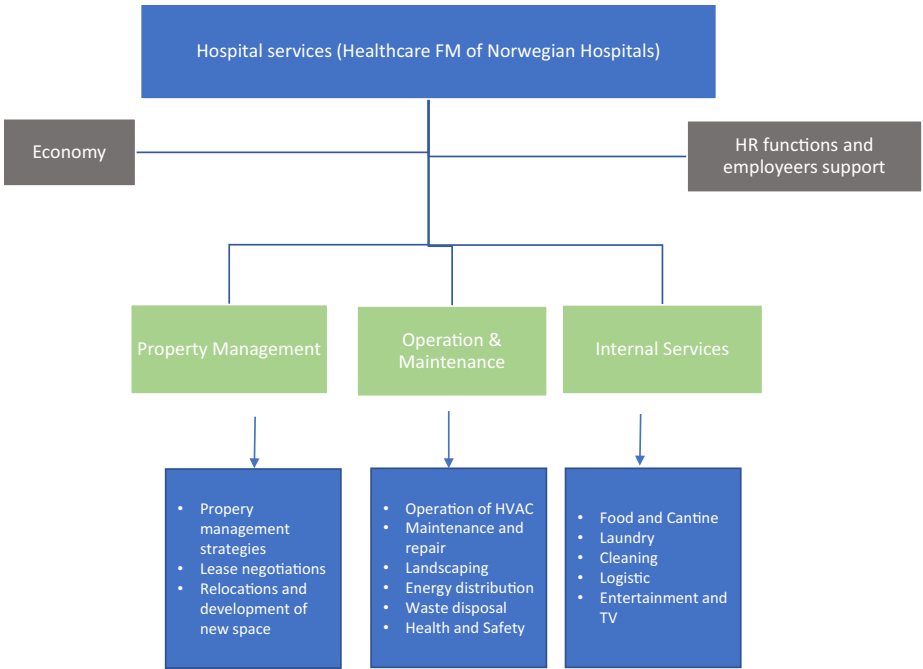 Hospital services (Healthcare FM of Norwegian Hospitals)
Economy
HR functions and
employeers support
Property Management
Operation &
Maintenance
Internal Services
• Propery
management
strategies
• Lease negotiations
• Relocations and
development of
new space
• Operation of HVAC
• Maintenance and
repair
• Landscaping
• Energy distribution
• Waste disposal
• Health and Safety
• Food and Cantine
• Laundry
• Cleaning
• Logistic
• Entertainment and
TV